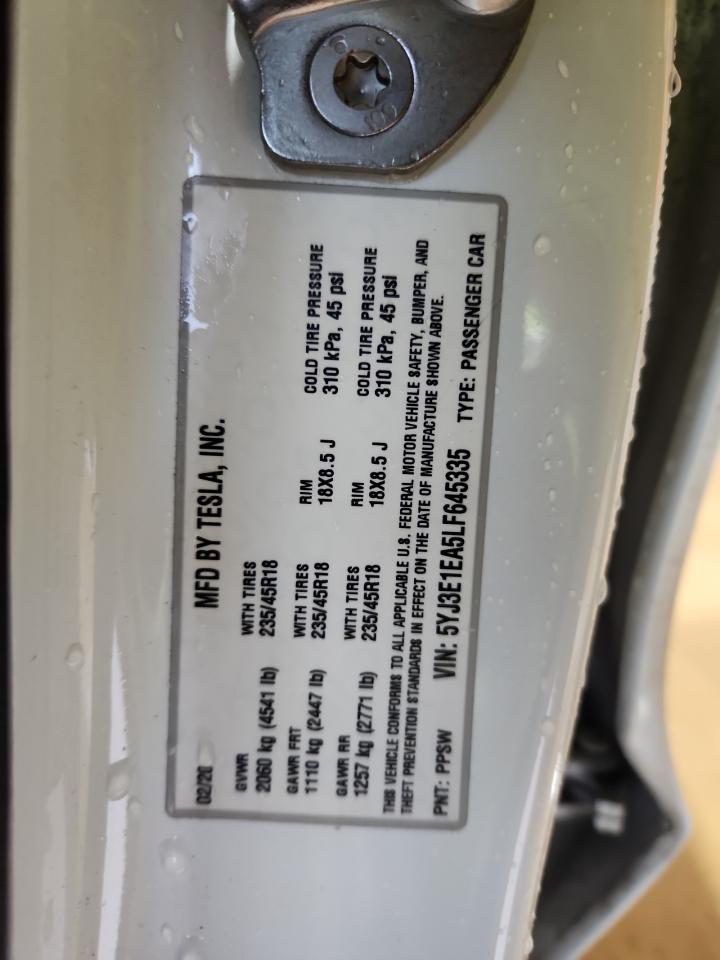 02/20 MFD BY TESLA, INC.
GVWR WITH TIRES
2060 kg (4541 lb) 235/45R18
GAWR FRT WITH TIRES RIM COLD TIRE PRESSURE
1110 kg (2447 lb) 235/45R18 18X8.5 J 310 kPa, 45 psi
GAWR RR WITH TIRES RIM COLD TIRE PRESSURE
1257 kg (2771 lb) 235/45R18 18X8.5 J 310 kPa, 45 psi
THIS VEHICLE CONFORMS TO ALL APPLICABLE U.S. FEDERAL MOTOR VEHICLE SAFETY, BUMPER, AND
THEFT PREVENTION STANDARDS IN EFFECT ON THE DATE OF MANUFACTURE SHOWN ABOVE.
PNT: PPSW VIN: 5YJ3E1EA5LF645335 TYPE: PASSENGER CAR